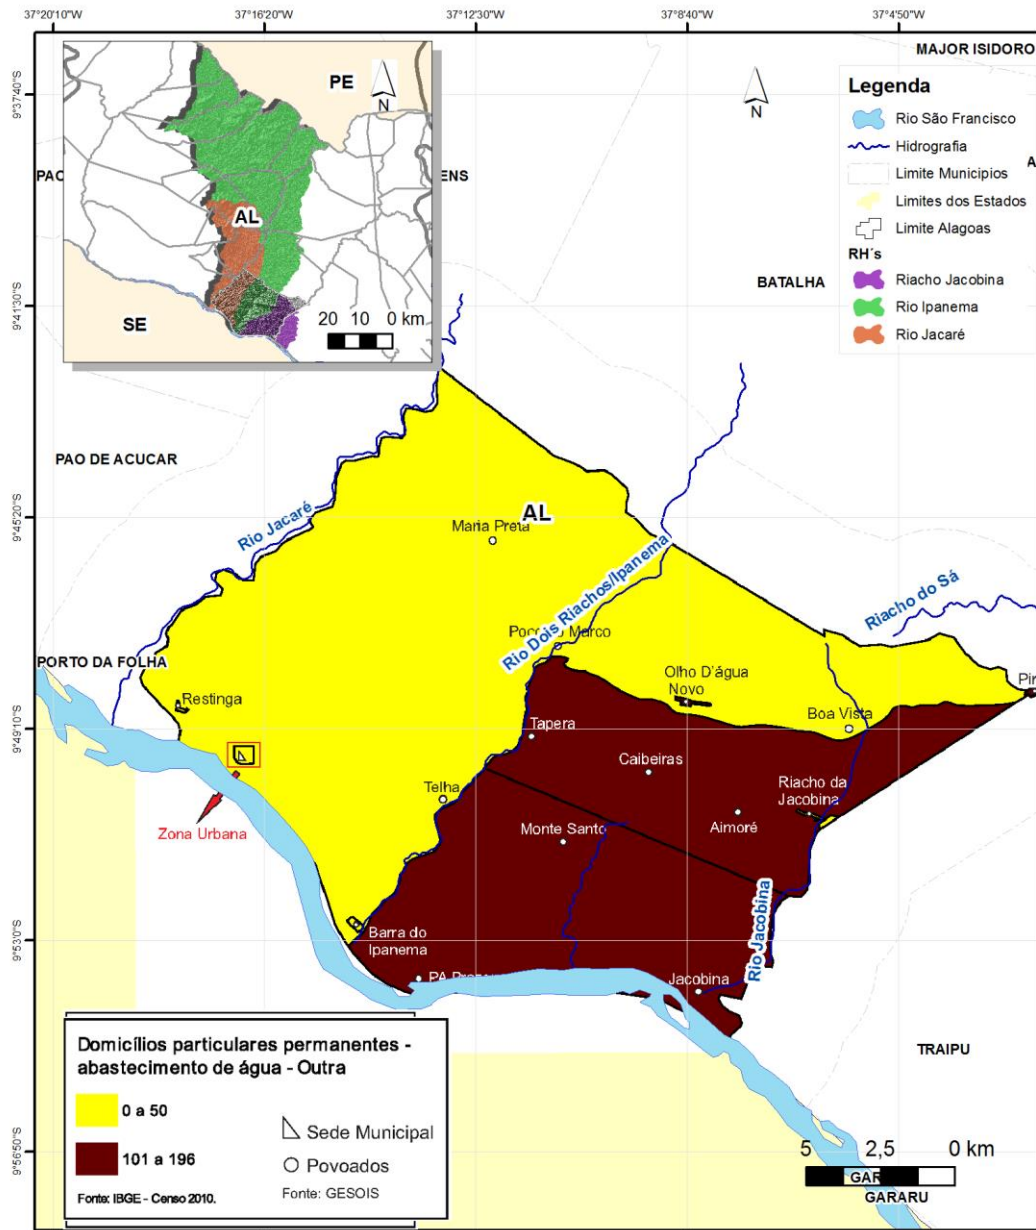 37°20'10"O 37°16'20"O 37°12'30"O 37°8'40"O 37°4'50"O
9°37'40"S
9°41'30"S
9°45'20"S
9°49'10"S
9°53'0"S
9°56'50"S
PE
N
AL
SE
20 10 0 km
ENS
N
MAJOR ISIDORO
Legenda
Rio São Francisco
Hidrografia
Limite Municipios
Limites dos Estados
Limite Alagoas
RH´s
Riacho Jacobina
Rio Ipanema
Rio Jacaré
BATALHA
PAO DE ACUCAR
Rio Jacaré
AL
Maria Preta
Rio Dois Riachos/Ipanema
Riacho do Sá
PORTO DA FOLHA
Restinga
Marco
Olho D'água
Novo
Boa Vista
Tapera
Caibeiras
Riacho da
Jacobina
Zona Urbana
Telha
Monte Santo
Aimoré
Rio Jacobina
Barra do
Ipanema
PA
Jacobina
TRAIPU
Domicílios particulares permanentes -
abastecimento de água - Outra
0 a 50
101 a 196
Sede Municipal
Povoados
Fonte: IBGE - Censo 2010.
Fonte: GESOIS
5 2,5 0 km
GARARU